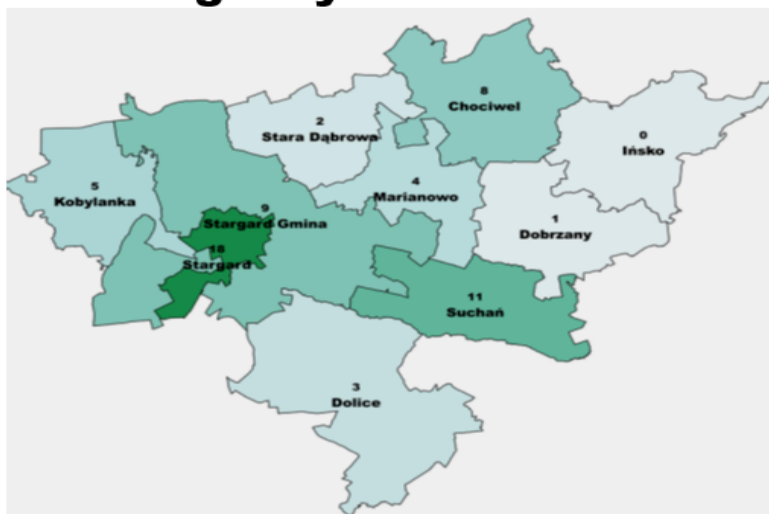 8
Chociwel
2
Stara Dąbrowa
0
Ińsko
4
Marianowo
5
Kobylanka
9
Stargard Gmina
1
Dobrzany
18
Stargard
11
Suchań
3
Dolice